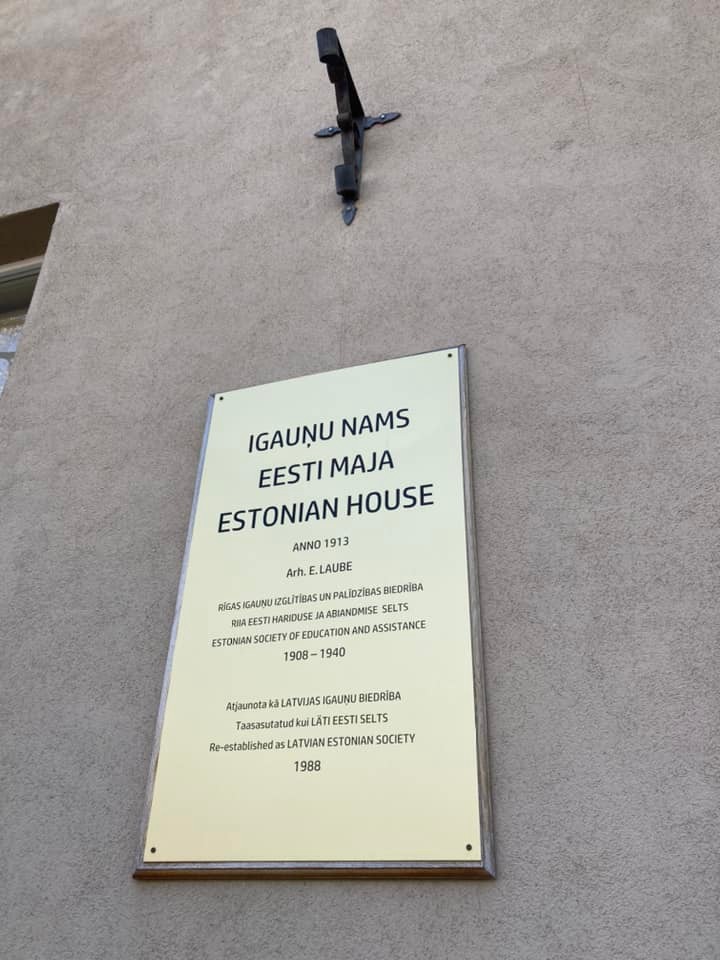 IGAUŅU NAMS
EESTI MAJA
ESTONIAN HOUSE
ANNO 1913
Arh. E. LAUBE
RĪGAS IGAUŅU IZGLĪTĪBAS UN PALĪDZĪBAS BIEDRĪBA
RIIA EESTI HARIDUSE JA ABIANDMISE SELTS
ESTONIAN SOCIETY OF EDUCATION AND ASSISTANCE
1908 – 1940
Atjaunota kā LATVIJAS IGAUŅU BIEDRĪBA
Taasasutatud kui LÄTI EESTI SELTS
Re-established as LATVIAN ESTONIAN SOCIETY
1988